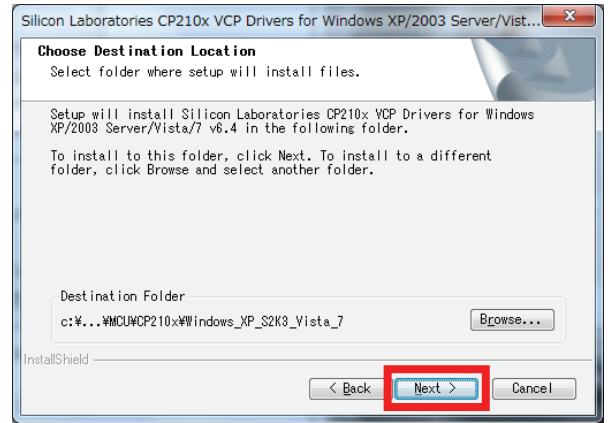 Silicon Laboratories CP210x VCP Drivers for Windows XP/2003 Server/Vist...
Choose Destination Location
Select folder where setup will install files.
Setup will install Silicon Laboratories CP210x VCP Drivers for Windows
XP/2003 Server/Vista/7 v6.4 in the following folder.
To install to this folder, click Next. To install to a different
folder, click Browse and select another folder.
Destination Folder
c:¥...¥MCU¥CP210x¥Windows_XP_S2K3_Vista_7
Browse...
InstallShield
< Back Next > Cancel